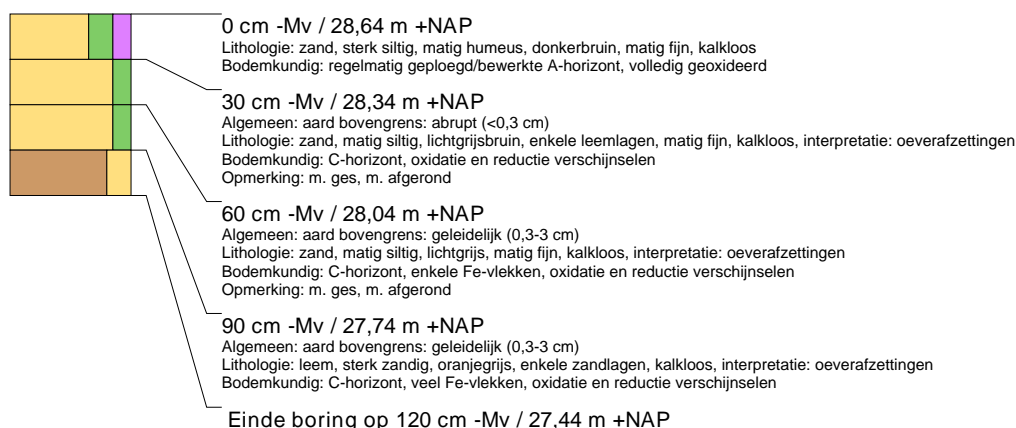 0 cm -Mv / 28,64 m +NAP
Lithologie: zand, sterk siltig, matig humeus, donkerbruin, matig fijn, kalkloos
Bodemkundig: regelmatig geploegd/bewerkte A-horizont, volledig geoxideerd
30 cm -Mv / 28,34 m +NAP
Algemeen: aard bovengrens: abrupt (<0,3 cm)
Lithologie: zand, matig siltig, lichtgrijsbruin, enkele leemlagen, matig fijn, kalkloos, interpretatie: oeverafzettingen
Bodemkundig: C-horizont, oxidatie en reductie verschijnselen
Opmerking: m. ges, m. afgerond
60 cm -Mv / 28,04 m +NAP
Algemeen: aard bovengrens: geleidelijk (0,3-3 cm)
Lithologie: zand, matig siltig, lichtgrijs, matig fijn, kalkloos, interpretatie: oeverafzettingen
Bodemkundig: C-horizont, enkele Fe-vlekken, oxidatie en reductie verschijnselen
Opmerking: m. ges, m. afgerond
90 cm -Mv / 27,74 m +NAP
Algemeen: aard bovengrens: geleidelijk (0,3-3 cm)
Lithologie: leem, sterk zandig, oranjegrijs, enkele zandlagen, kalkloos, interpretatie: oeverafzettingen
Bodemkundig: C-horizont, veel Fe-vlekken, oxidatie en reductie verschijnselen
Einde boring op 120 cm -Mv / 27,44 m +NAP